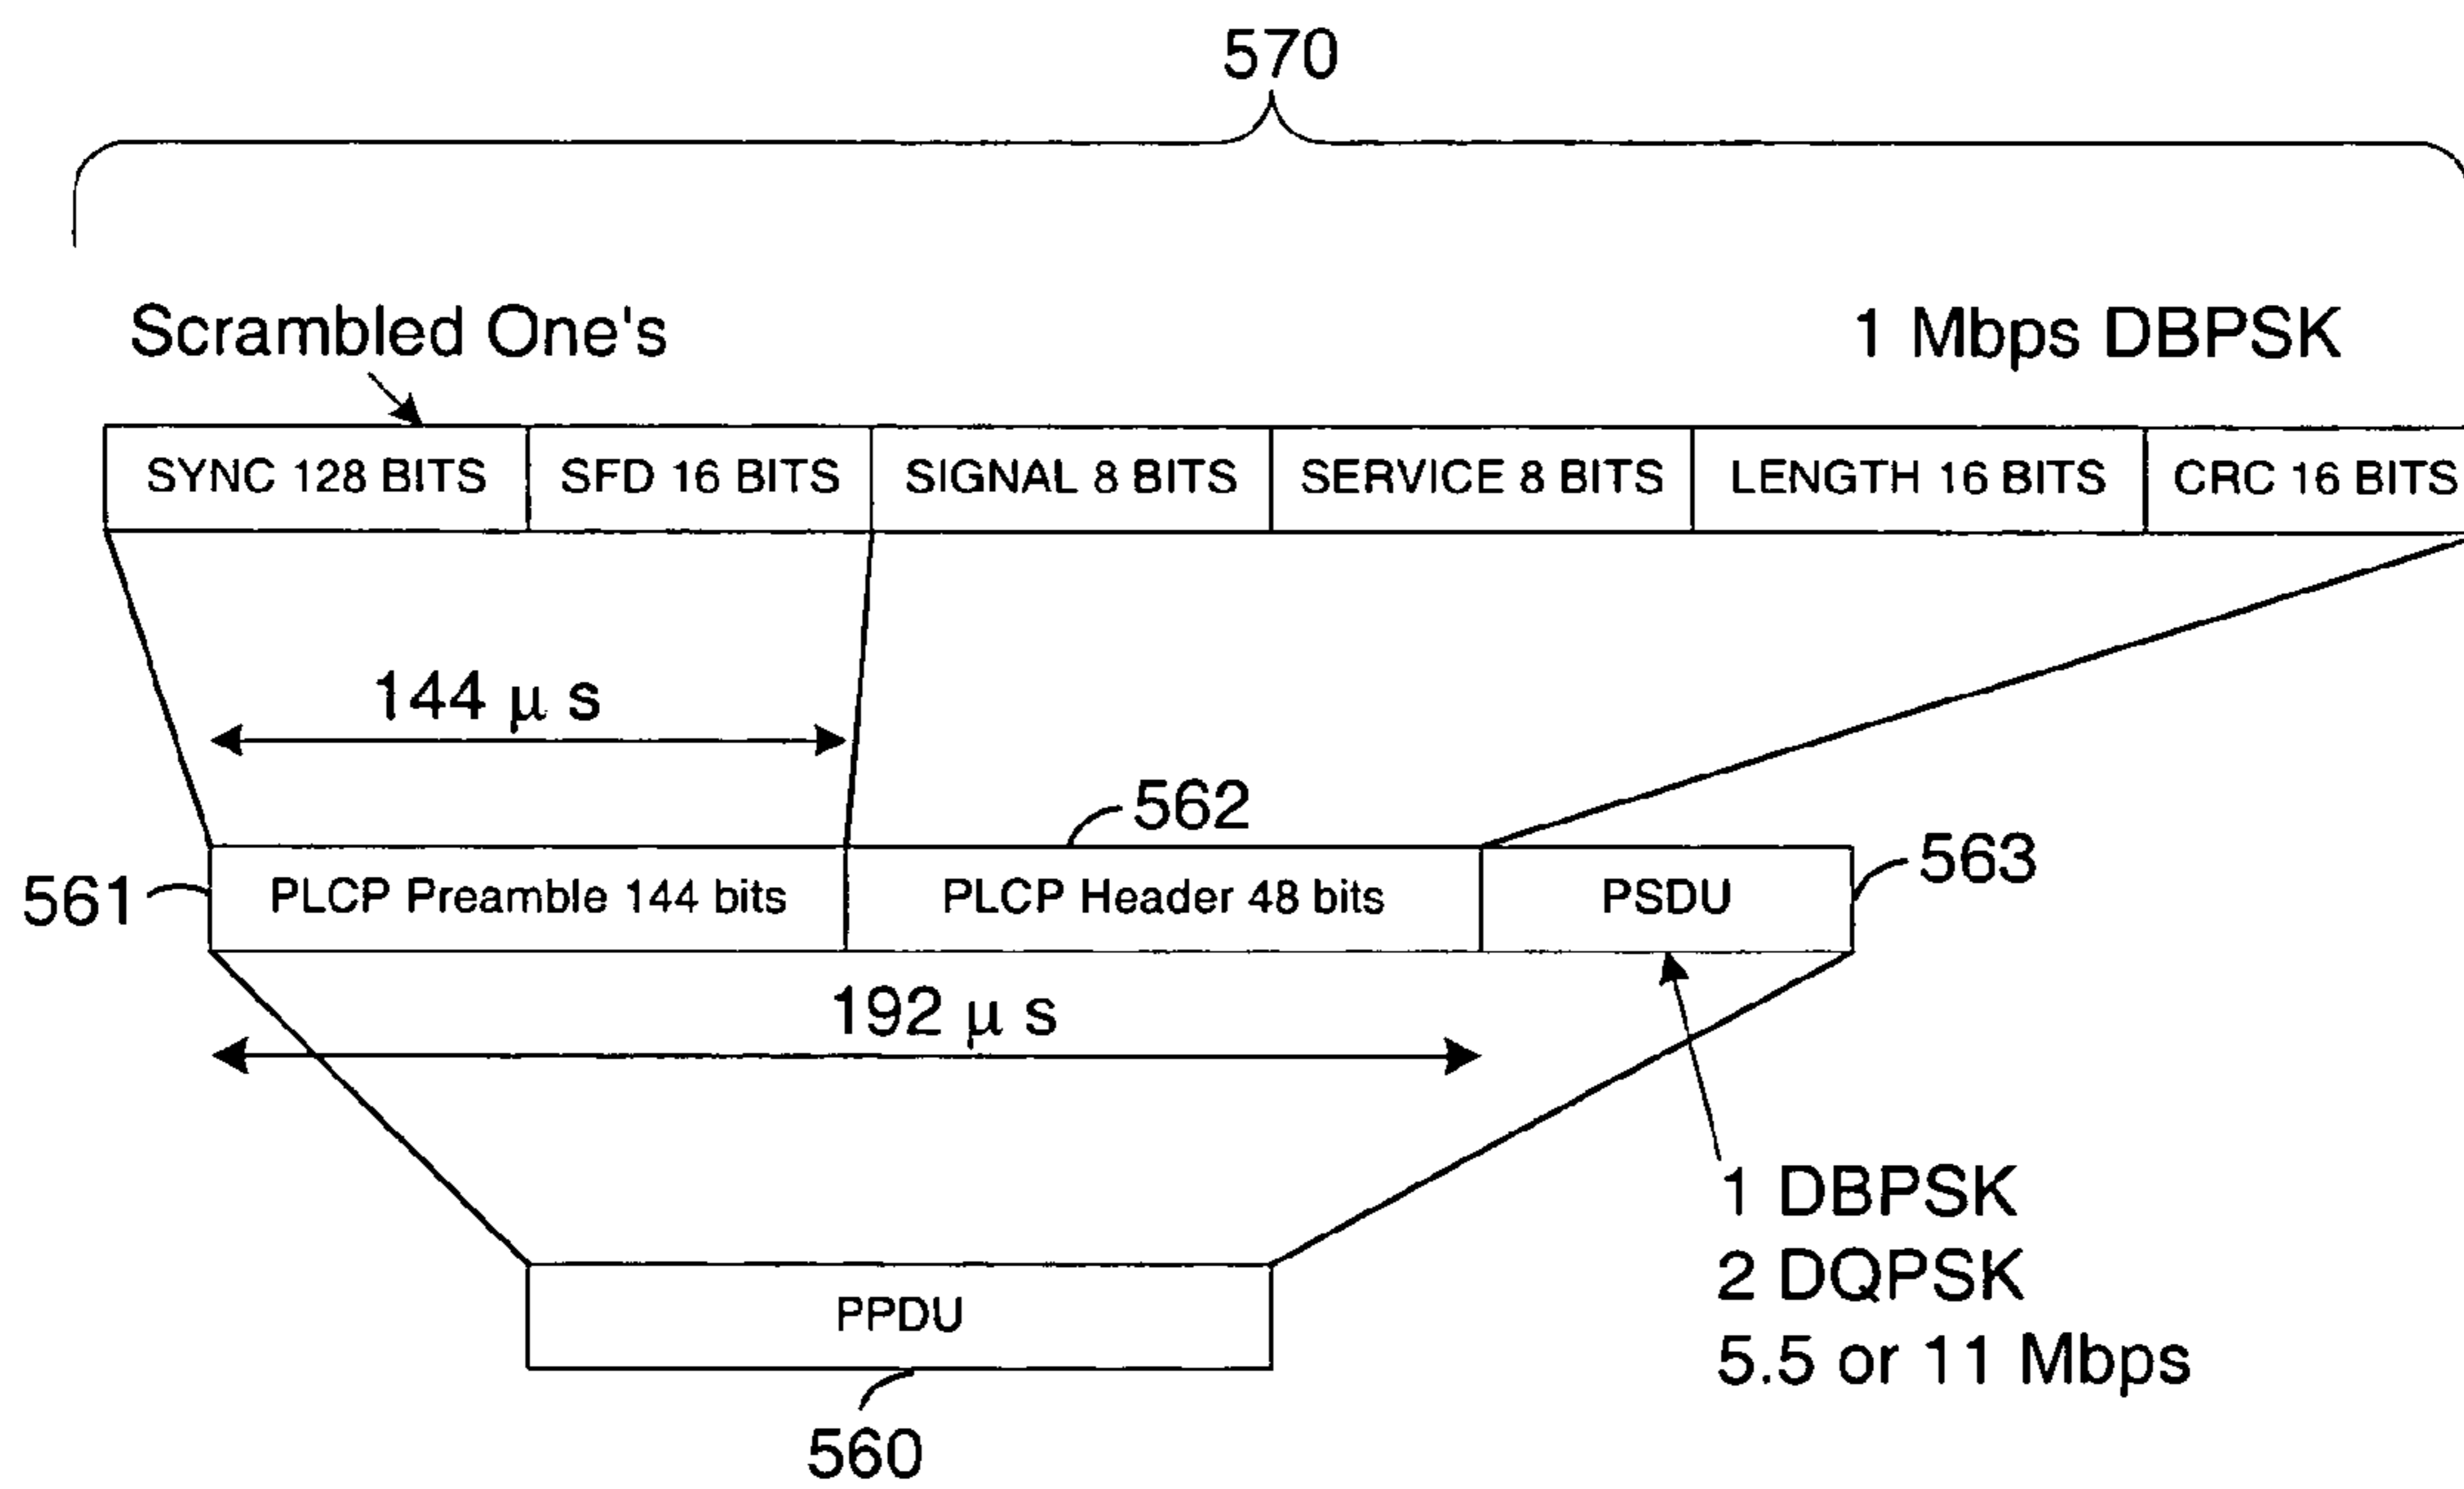 570
Scrambled One's
1 Mbps DBPSK
SYNC 128 BITS
SFD 16 BITS
SIGNAL 8 BITS
SERVICE 8 BITS
LENGTH 16 BITS
CRC 16 BITS
144 μ s
562
563
561
PLCP Preamble 144 bits
PLCP Header 48 bits
PSDU
192 μ s
1 DBPSK
2 DQPSK
5.5 or 11 Mbps
PPDU
560